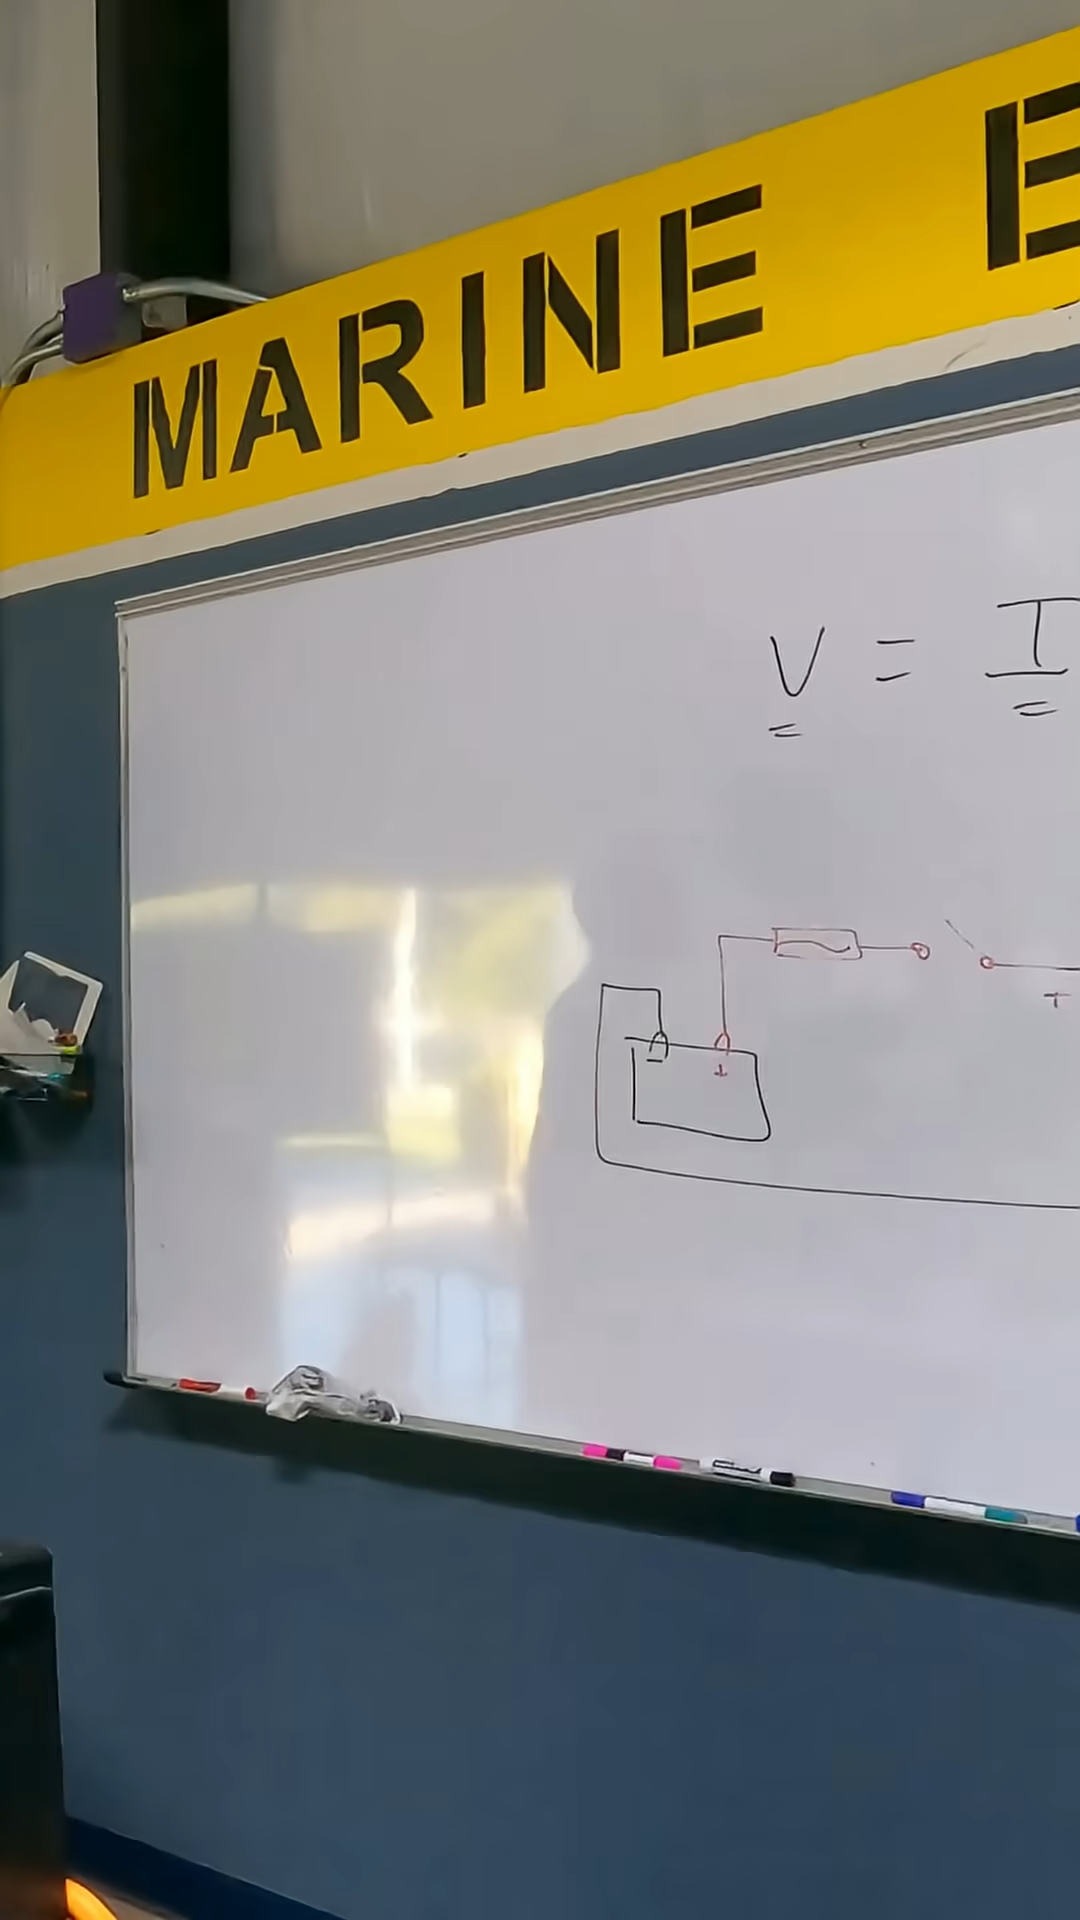 MARINE E
V = I
+
- +